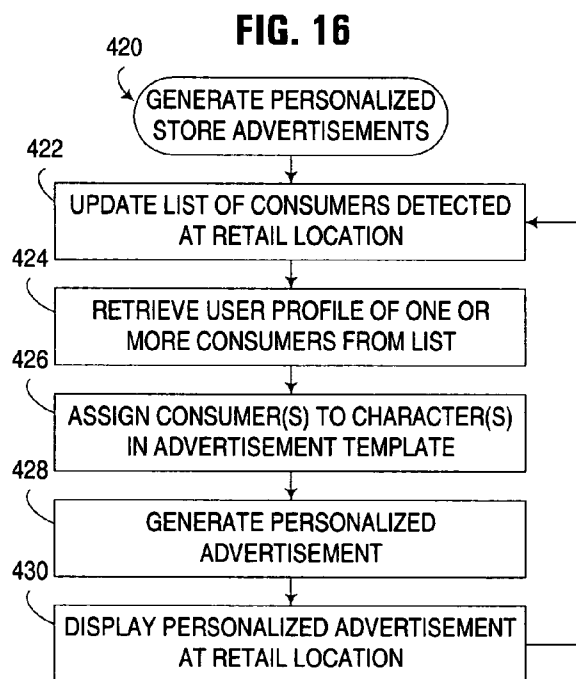 FIG. 16
420
GENERATE PERSONALIZED
STORE ADVERTISEMENTS
422
UPDATE LIST OF CONSUMERS DETECTED
AT RETAIL LOCATION
424
RETRIEVE USER PROFILE OF ONE OR
MORE CONSUMERS FROM LIST
426
ASSIGN CONSUMER(S) TO CHARACTER(S)
IN ADVERTISEMENT TEMPLATE
428
GENERATE PERSONALIZED
ADVERTISEMENT
430
DISPLAY PERSONALIZED ADVERTISEMENT
AT RETAIL LOCATION